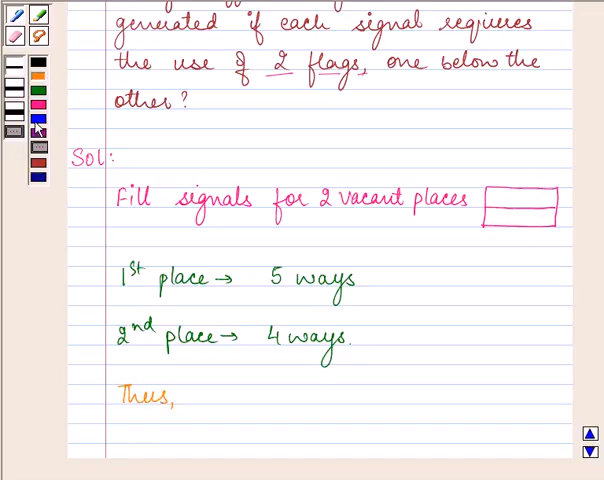 generated if each signal requires
the use of 2 flags, one below the
other?
Sol:
Fill signals for 2 vacant places
1st place → 5 ways
2nd place → 4 ways.
Thus,